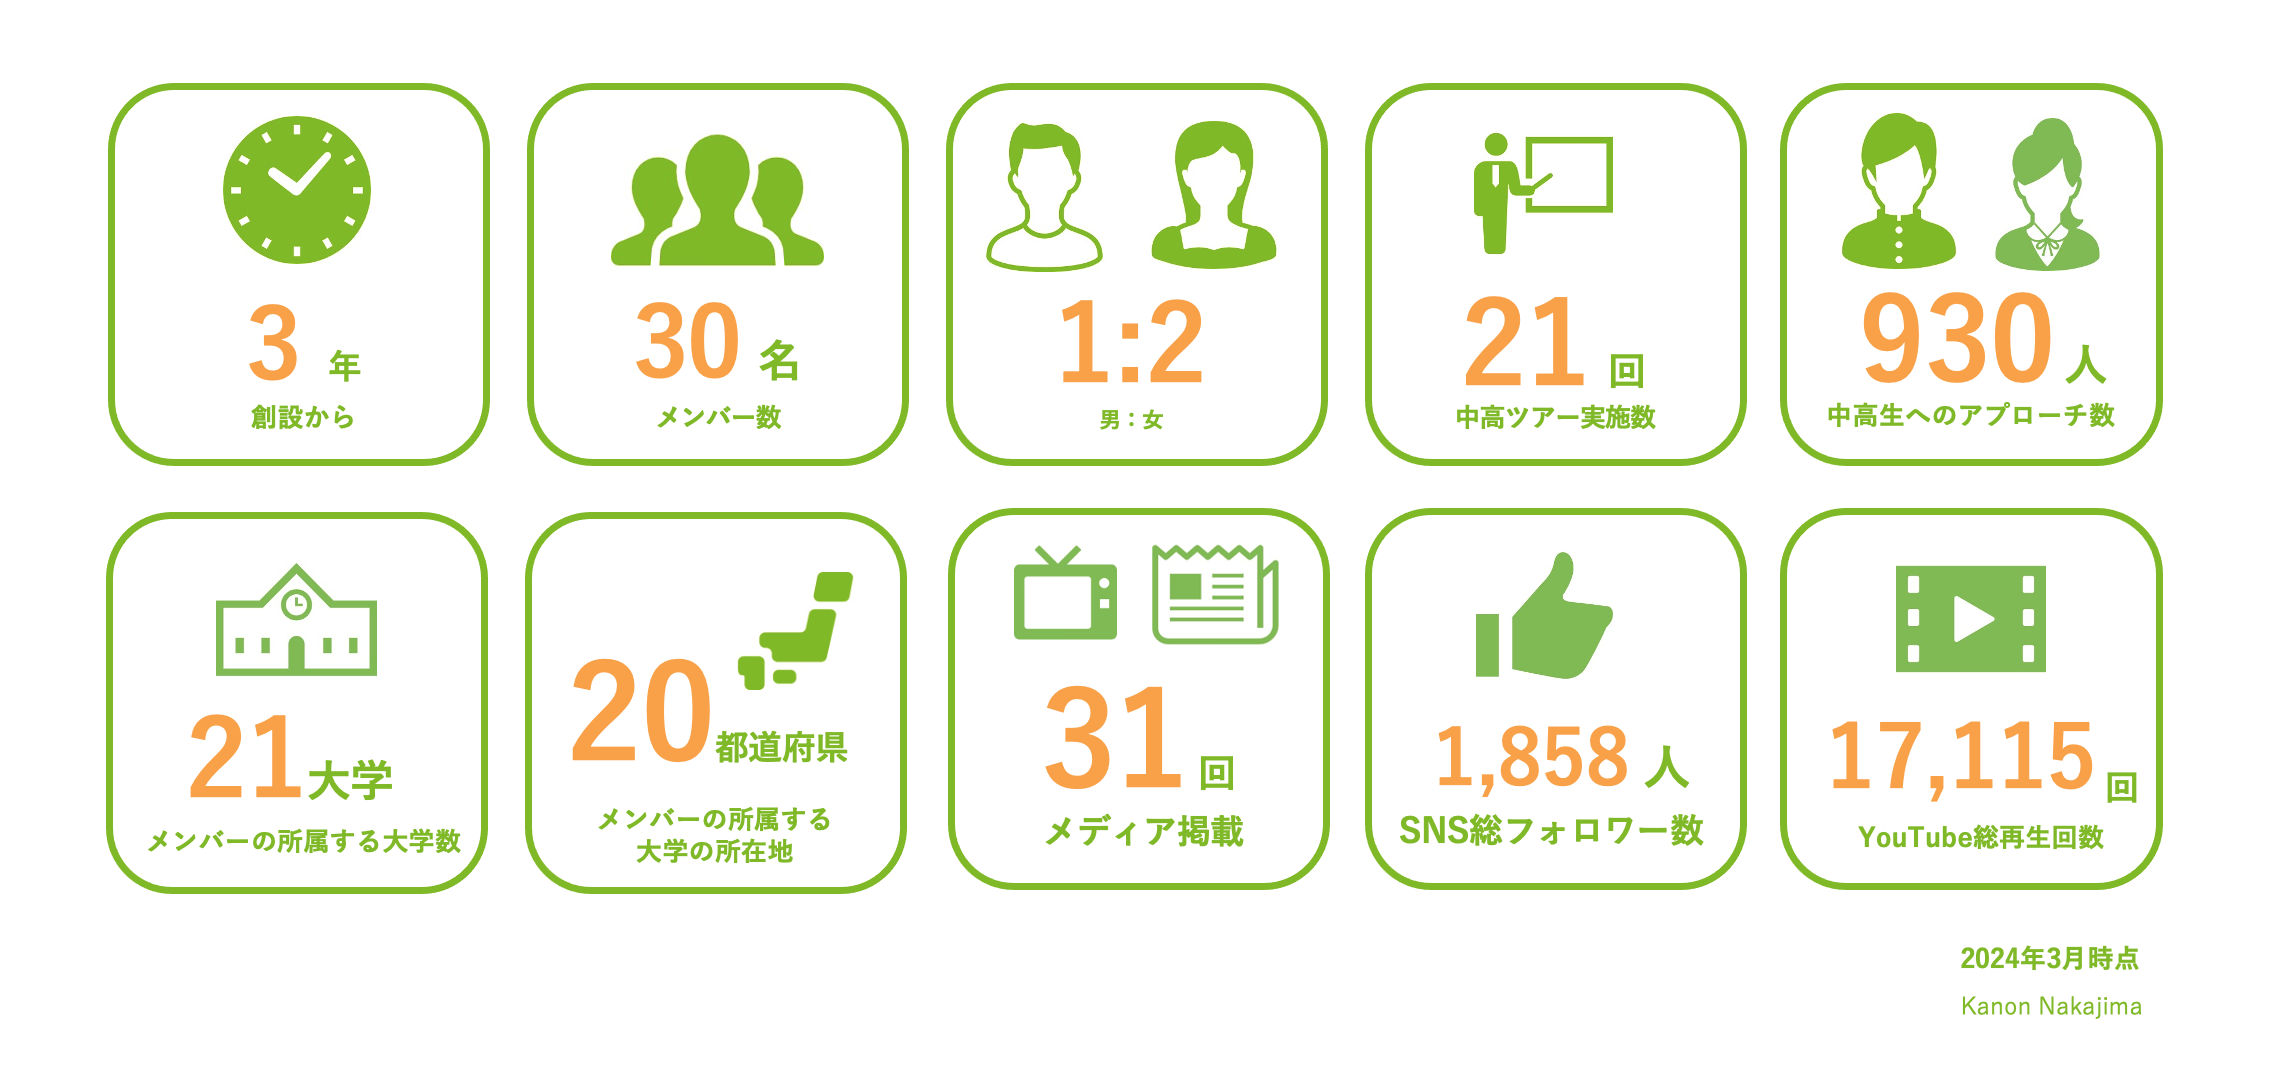 3 年
創設から
30 名
メンバー数
1:2
男：女
21 回
中高ツアー実施数
930 人
中高生へのアプローチ数
21大学
メンバーの所属する大学数
20都道府県
メンバーの所属する
大学の所在地
31 回
メディア掲載
1,858 人
SNS総フォロワー数
17,115 回
YouTube総再生回数
2024年3月時点
Kanon Nakajima